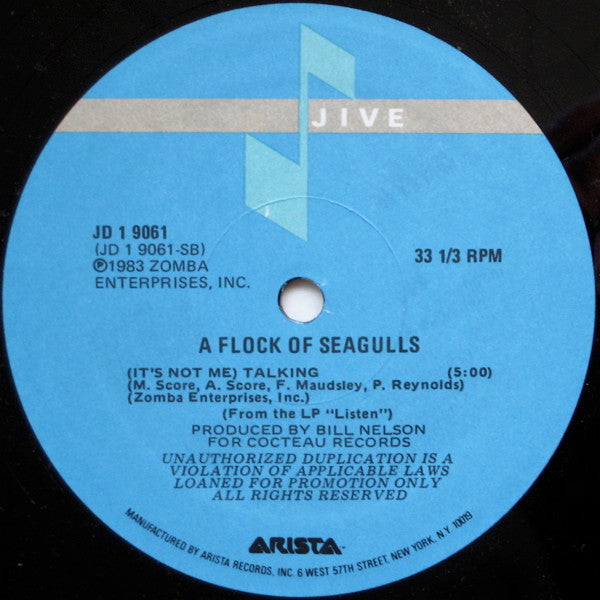 JIVE
JD 1 9061
(JD 1 9061-SB)
℗1983 ZOMBA
ENTERPRISES, INC.
33 1/3 RPM
A FLOCK OF SEAGULLS
(IT'S NOT ME) TALKING (5:00)
(M. Score, A. Score, F. Maudsley, P. Reynolds)
(Zomba Enterprises, Inc.)
(From the LP "Listen")
PRODUCED BY BILL NELSON
FOR COCTEAU RECORDS
UNAUTHORIZED DUPLICATION IS A
VIOLATION OF APPLICABLE LAWS
LOANED FOR PROMOTION ONLY
ALL RIGHTS RESERVED
ARISTA
MANUFACTURED BY ARISTA RECORDS, INC. 6 WEST 57TH STREET, NEW YORK, N.Y. 10019